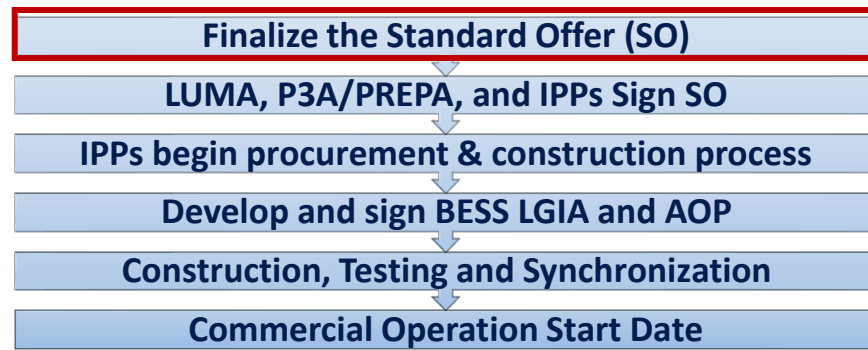 Finalize the Standard Offer (SO)
LUMA, P3A/PREPA, and IPPs Sign SO
IPPs begin procurement & construction process
Develop and sign BESS LGIA and AOP
Construction, Testing and Synchronization
Commercial Operation Start Date